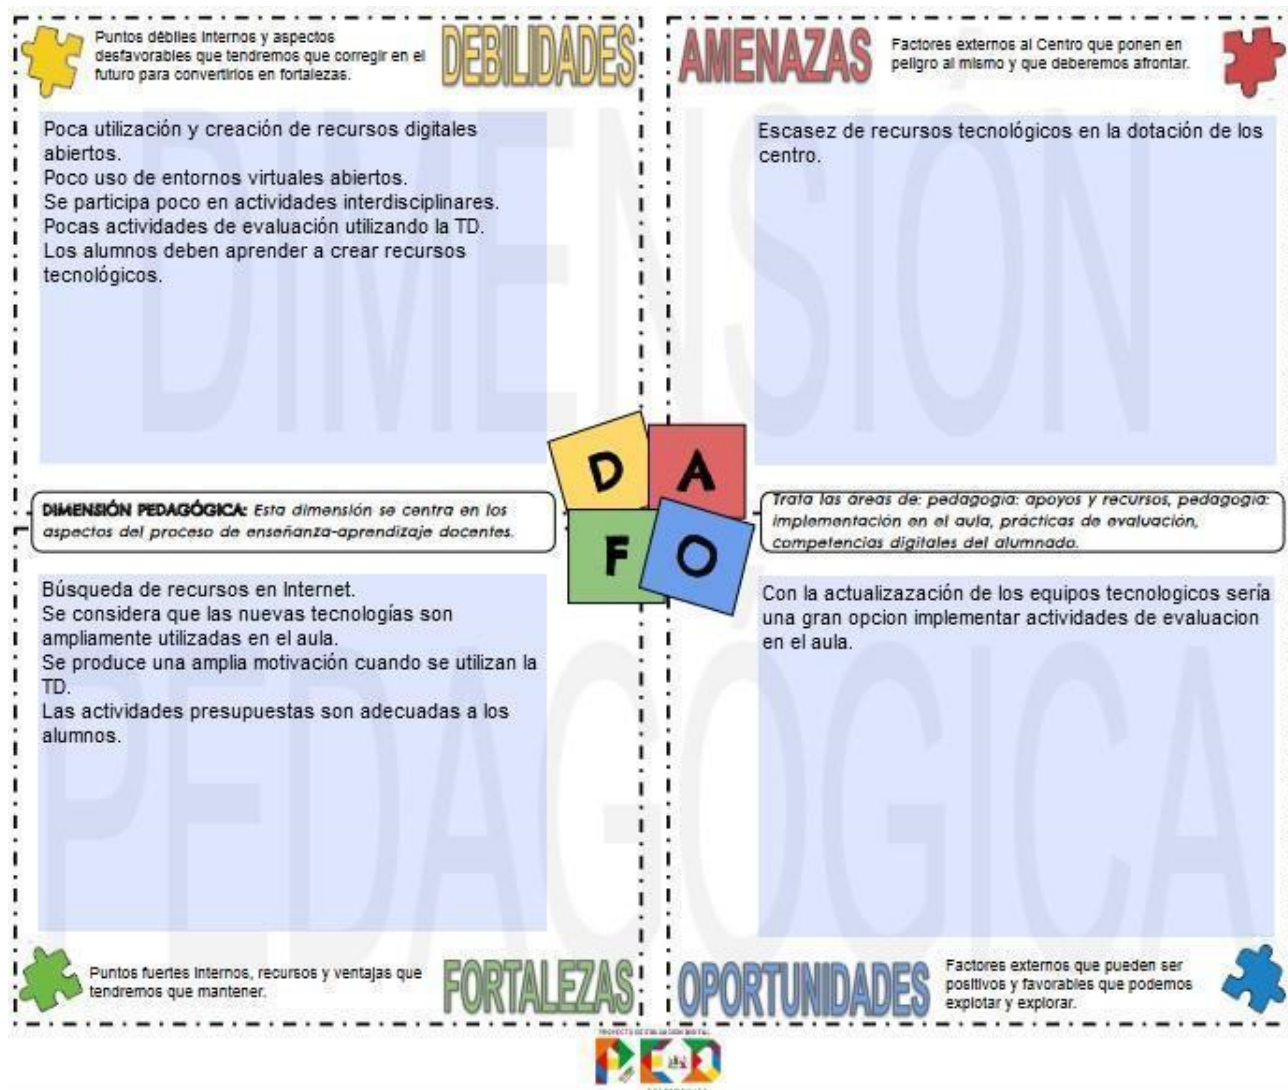 Puntos débiles Internos y aspectos
desfavorables que tendremos que corregir en el
futuro para convertirlos en fortalezas.
DEBILIDADES
Poca utilización y creación de recursos digitales
abiertos.
Poco uso de entornos virtuales abiertos.
Se participa poco en actividades interdisciplinares.
Pocas actividades de evaluación utilizando la TD.
Los alumnos deben aprender a crear recursos
tecnológicos.
AMENAZAS
Factores externos al Centro que ponen en
peligro al mismo y que deberemos afrontar.
Escasez de recursos tecnológicos en la dotación de los
centro.
DIMENSIÓN
D A
F O
DIMENSIÓN PEDAGÓGICA: Esta dimensión se centra en los
aspectos del proceso de enseñanza-aprendizaje docentes.
Trata las áreas de: pedagogía: apoyos y recursos, pedagogía:
implementación en el aula, prácticas de evaluación,
competencias digitales del alumnado.
Búsqueda de recursos en Internet.
Se considera que las nuevas tecnologías son
ampliamente utilizadas en el aula.
Se produce una amplia motivación cuando se utilizan la
TD.
Las actividades presupuestas son adecuadas a los
alumnos.
Puntos fuertes Internos, recursos y ventajas que
tendremos que mantener.
FORTALEZAS
Con la actualizazación de los equipos tecnologicos sería
una gran opcion implementar actividades de evaluacion
en el aula.
OPORTUNIDADES
Factores externos que pueden ser
positivos y favorables que podemos
explotar y explorar.
PEDAGÓGICA
PED